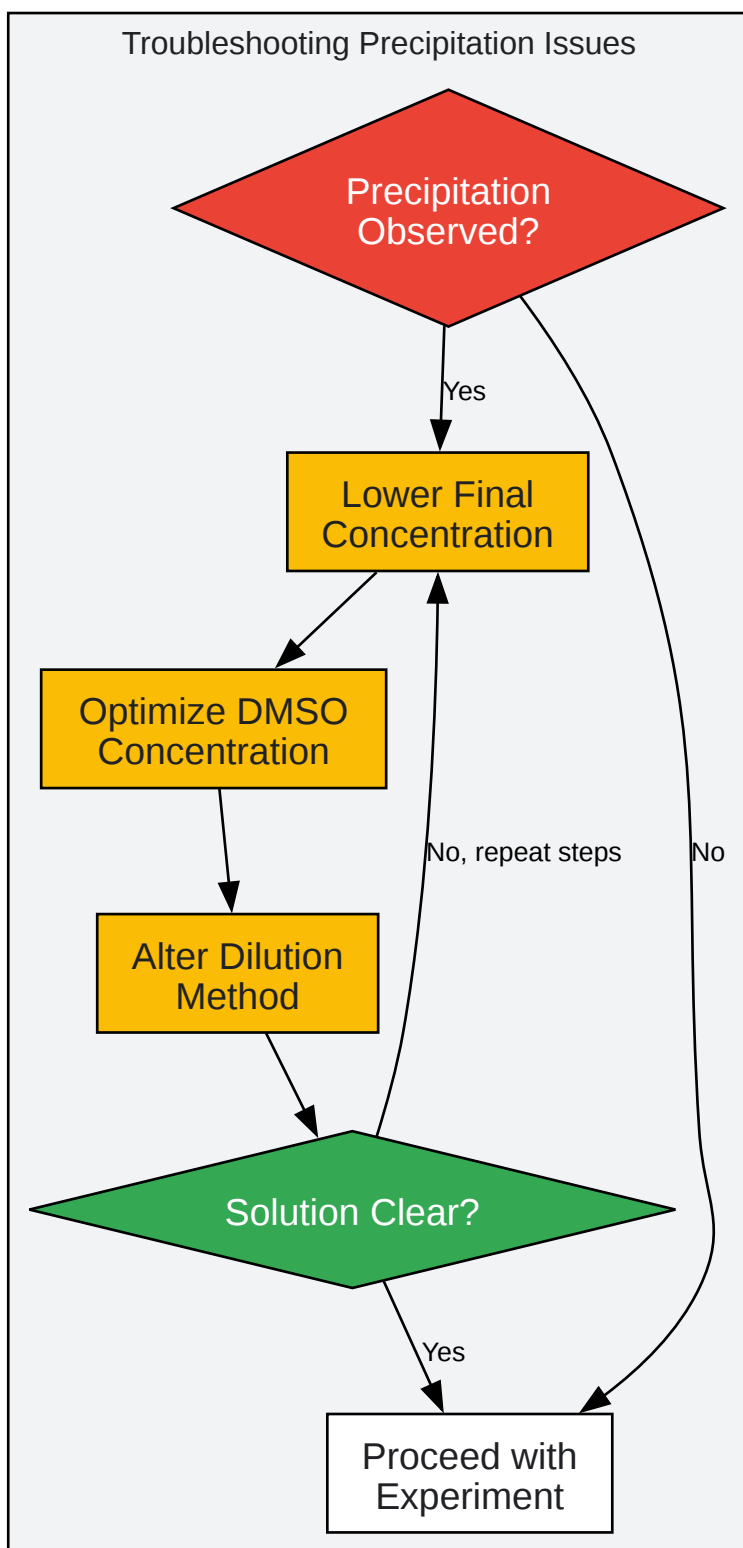 Troubleshooting Precipitation Issues
Precipitation
Observed?
Yes
Lower Final
Concentration
Optimize DMSO
Concentration
No, repeat steps
No
Alter Dilution
Method
Solution Clear?
Yes
Proceed with
Experiment